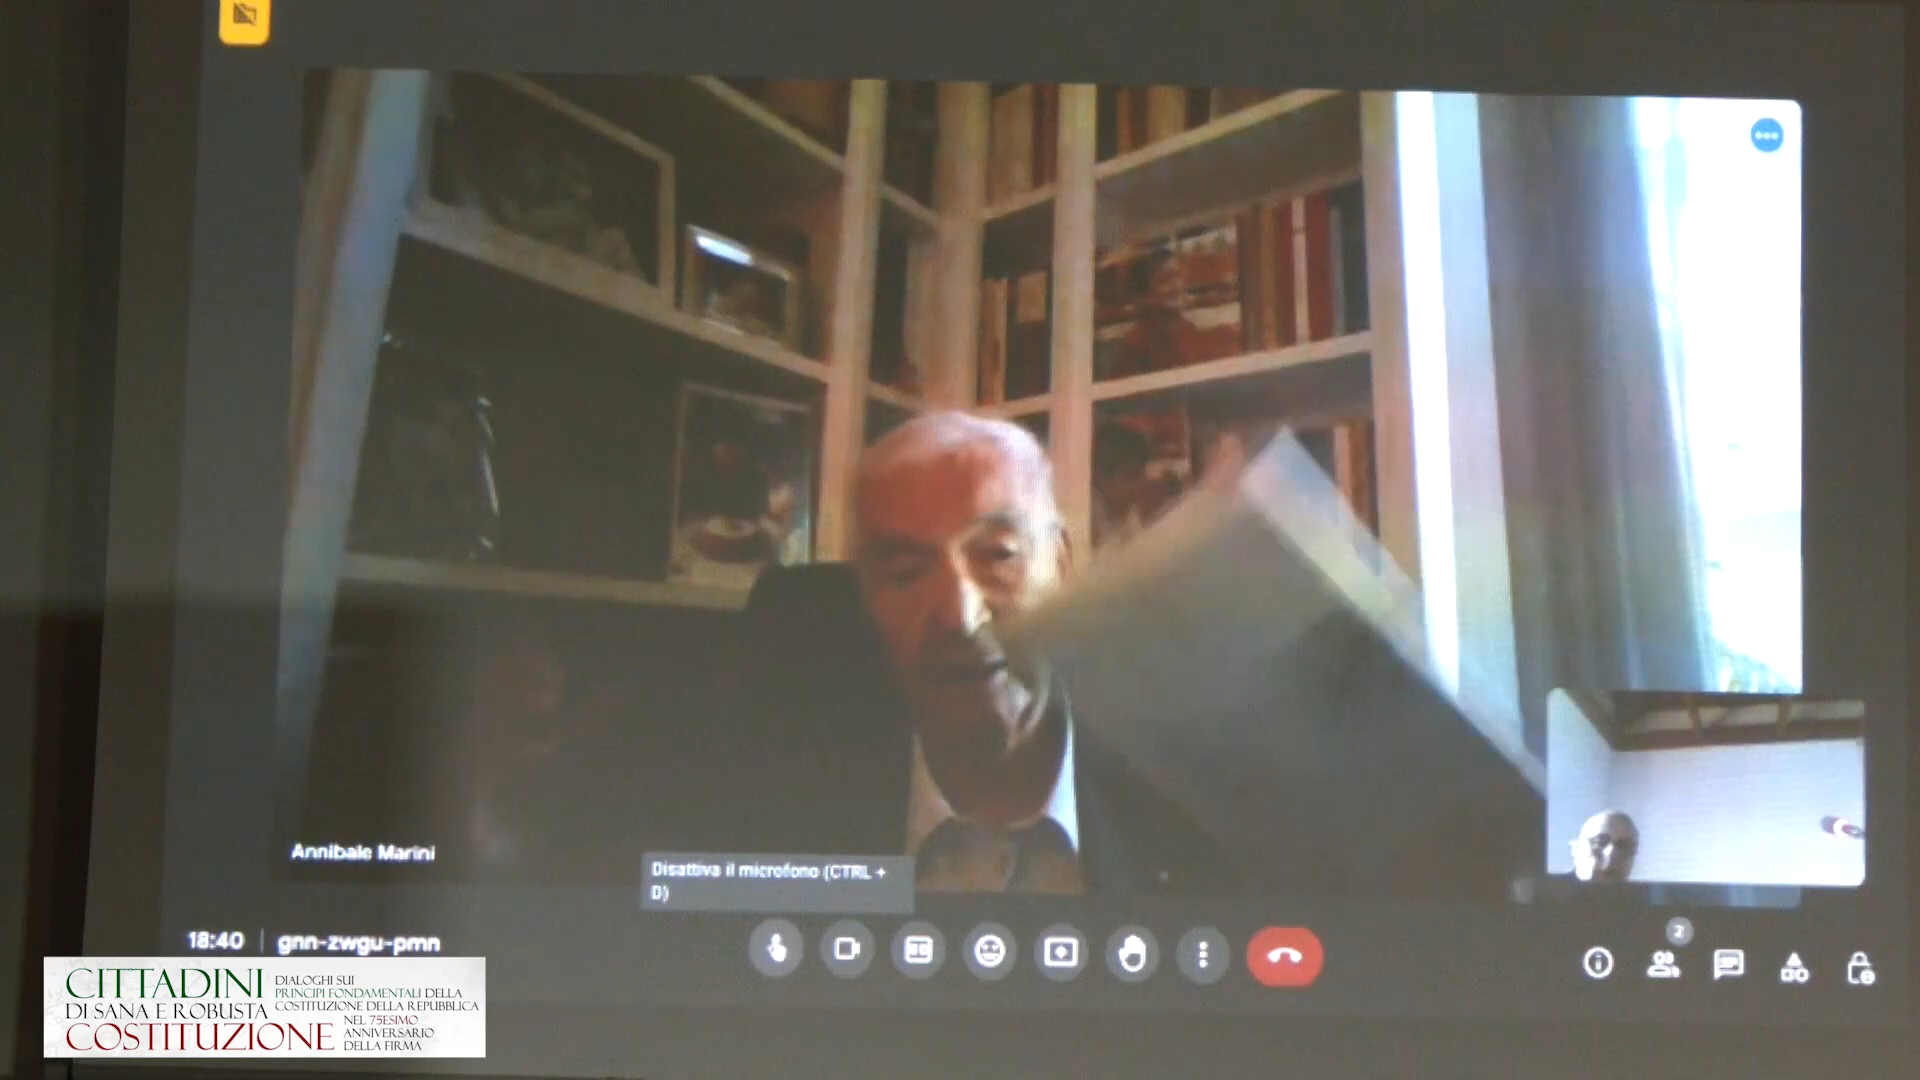 Annibale Marini
Disattiva il microfono (CTRL +
D)
18:40 | gnn-zwgu-pmn
2
CITTADINI
DI SANA E ROBUSTA
COSTITUZIONE
DIALOGHI SUI
PRINCIPI FONDAMENTALI DELLA
COSTITUZIONE DELLA REPUBBLICA
NEL 75ESIMO
ANNIVERSARIO
DELLA FIRMA